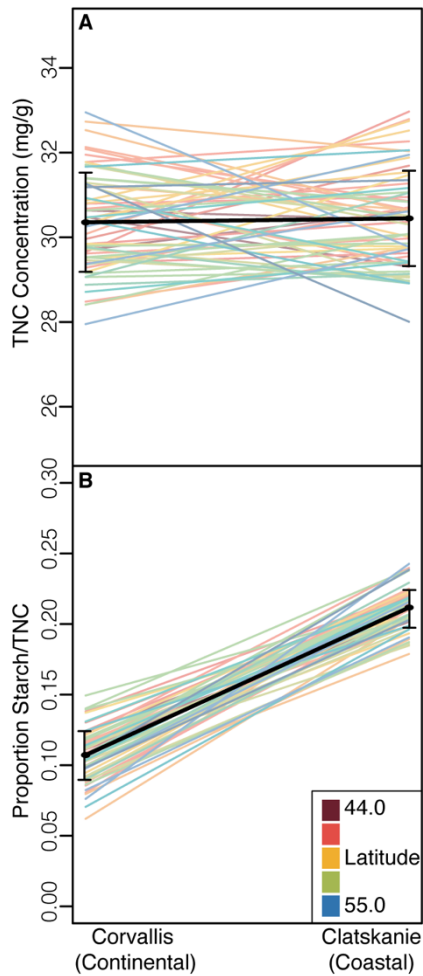 A
TNC Concentration (mg/g)
34
32
30
28
26
B
Proportion Starch/TNC
0.30
0.25
0.20
0.15
0.10
0.05
0.00
44.0
Latitude
55.0
Corvallis
(Continental)
Clatskanie
(Coastal)